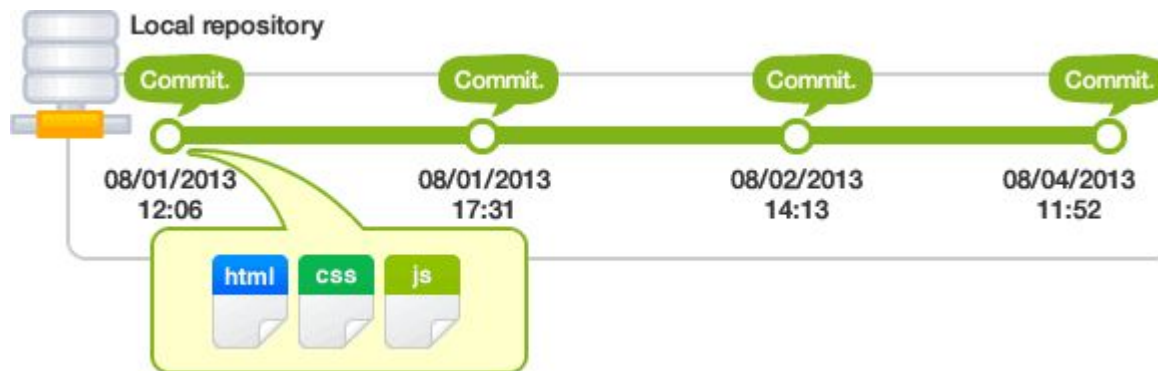 Local repository
Commit.
Commit.
Commit.
Commit.
08/01/2013
12:06
08/01/2013
17:31
08/02/2013
14:13
08/04/2013
11:52
html
css
js